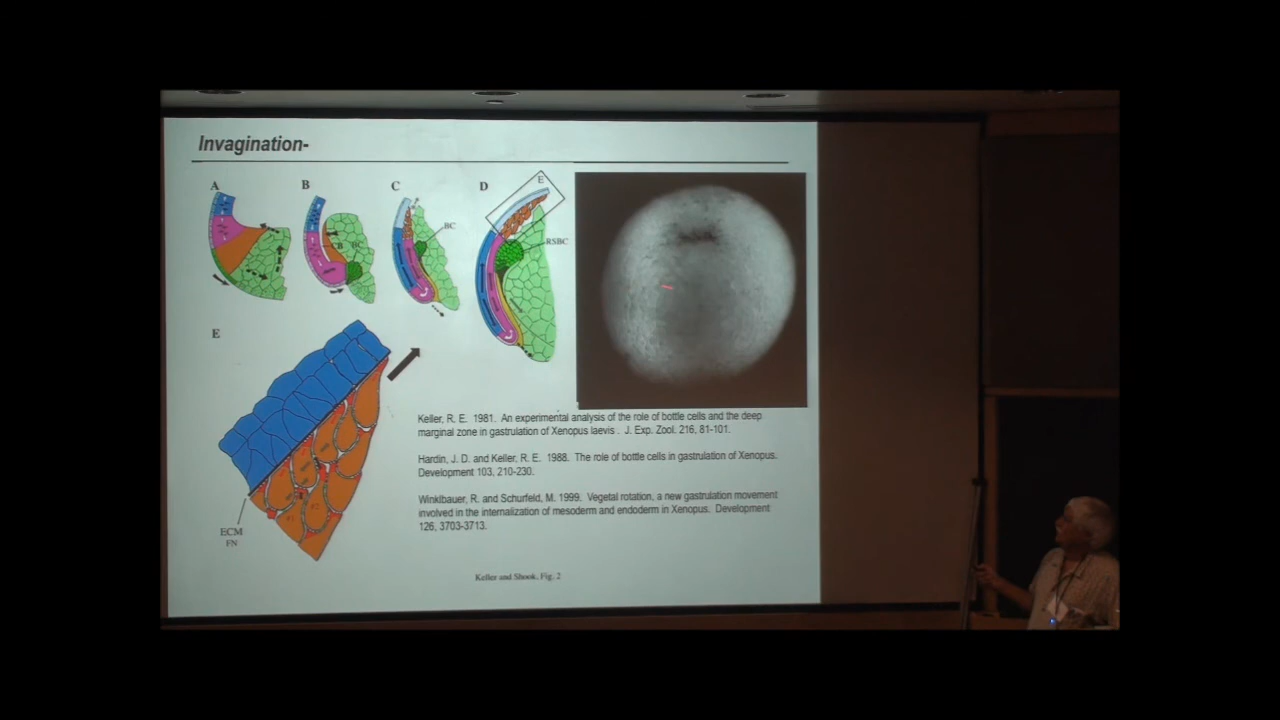 Invagination-
A
B
C
D
E
BC
RSBC
E
ECM
FN
Keller, R. E. 1981. An experimental analysis of the role of bottle cells and the deep
marginal zone in gastrulation of Xenopus laevis . J. Exp. Zool. 216, 81-101.
Hardin, J. D. and Keller, R. E. 1988. The role of bottle cells in gastrulation of Xenopus.
Development 103, 210-230.
Winklbauer, R. and Schurfeld, M. 1999. Vegetal rotation, a new gastrulation movement
involved in the internalization of mesoderm and endoderm in Xenopus. Development
126, 3703-3713.
Keller and Shook, Fig. 2